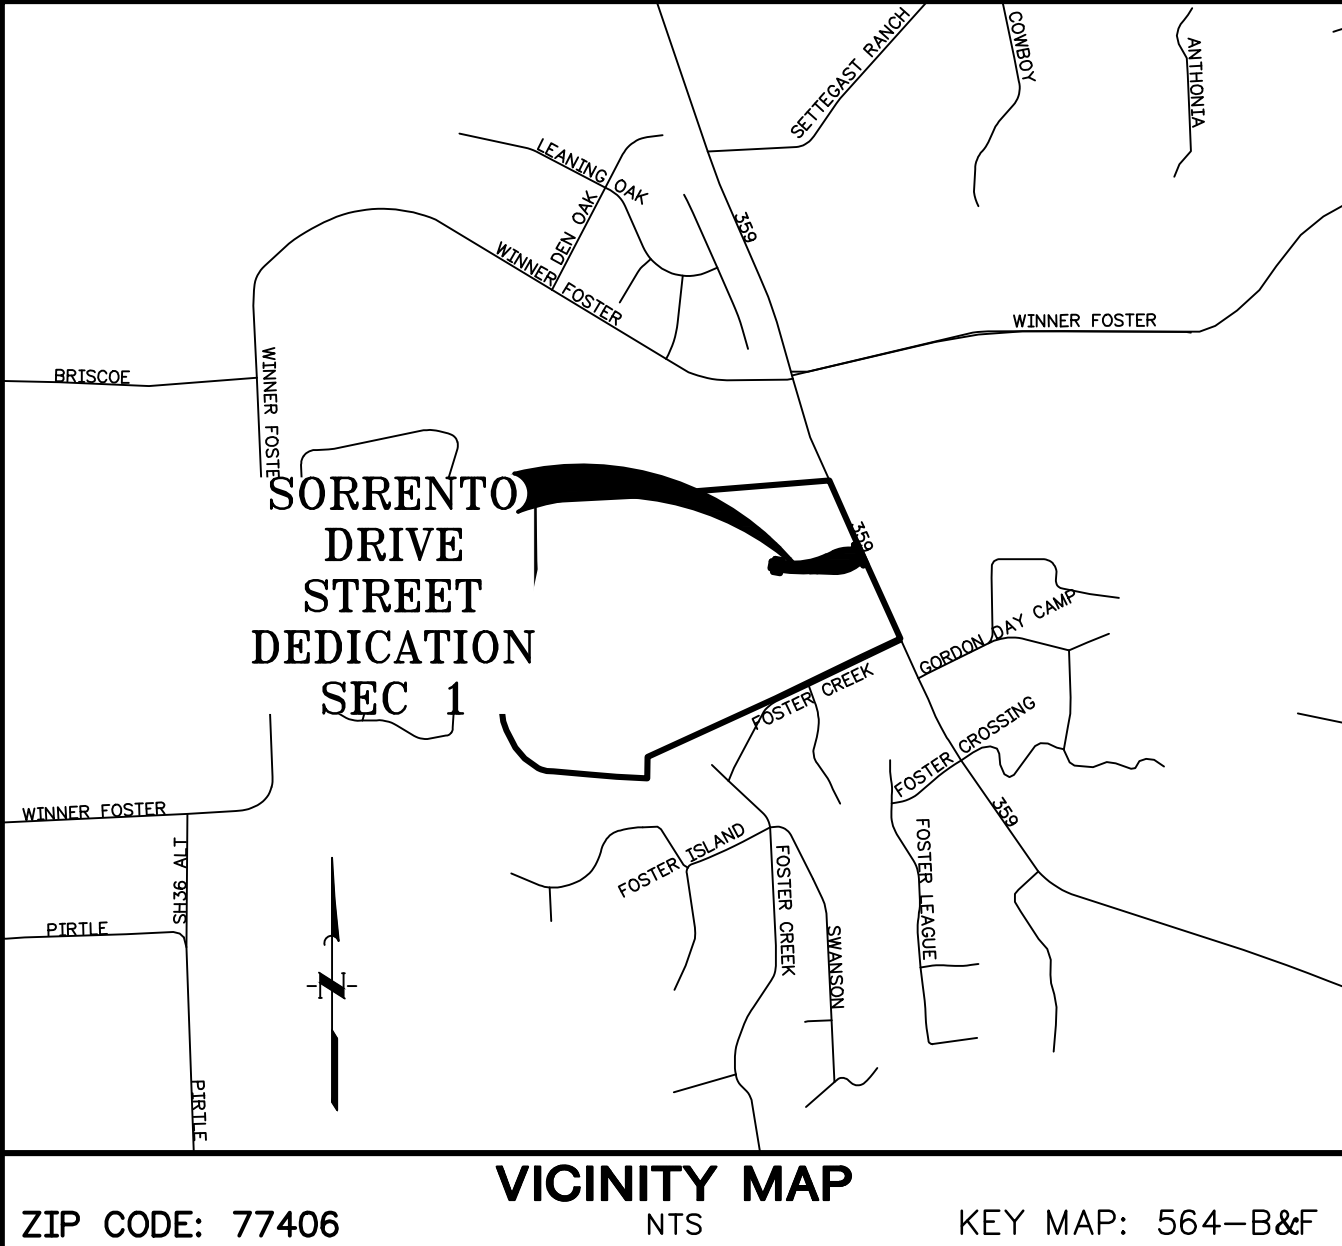 SETTEGAST RANCH
COWBOY
ANTHONIA
LEANING OAK
DEN OAK
359
WINNER FOSTER
WINNER FOSTER
BRISCOE
WINNER FOSTE
SORRENTO
DRIVE
STREET
DEDICATION
SEC 1
359
GORDON DAY CAMP
FOSTER CREEK
FOSTER CROSSING
WINNER FOSTER
SH36 ALT
359
FOSTER ISLAND
FOSTER CREEK
FOSTER LEAGUE
SWANSON
PIRTLE
N
PIRTLE
VICINITY MAP
ZIP CODE: 77406
NTS
KEY MAP: 564-B&F